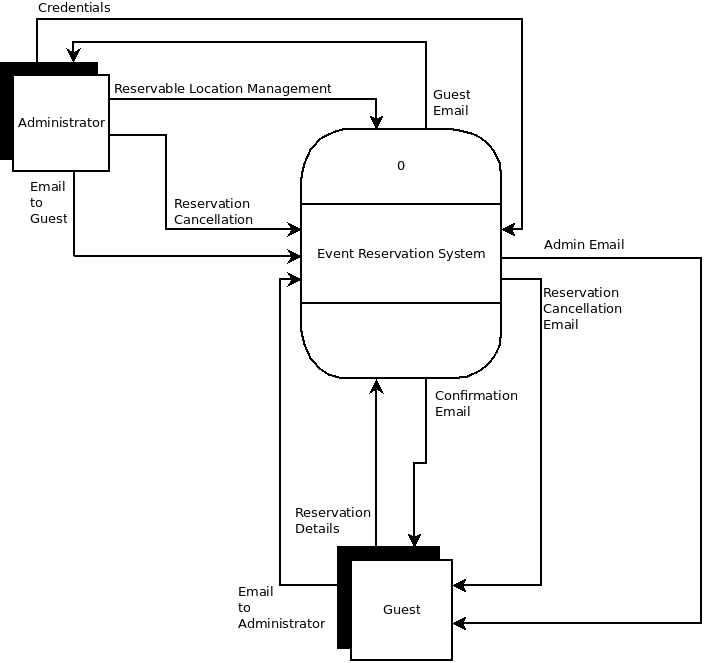 Credentials
Reservable Location Management
Guest
Email
Administrator
0
Email
to
Guest
Reservation
Cancellation
Admin Email
Event Reservation System
Reservation
Cancellation
Email
Confirmation
Email
Reservation
Details
Email
to
Administrator
Guest